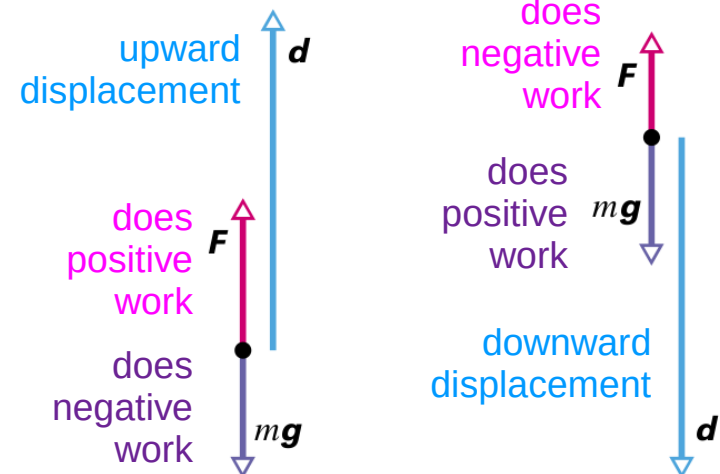 upward
displacement
d
does
positive
work
F
does
negative
work
mg
does
negative
work
F
does
positive
work
mg
downward
displacement
d